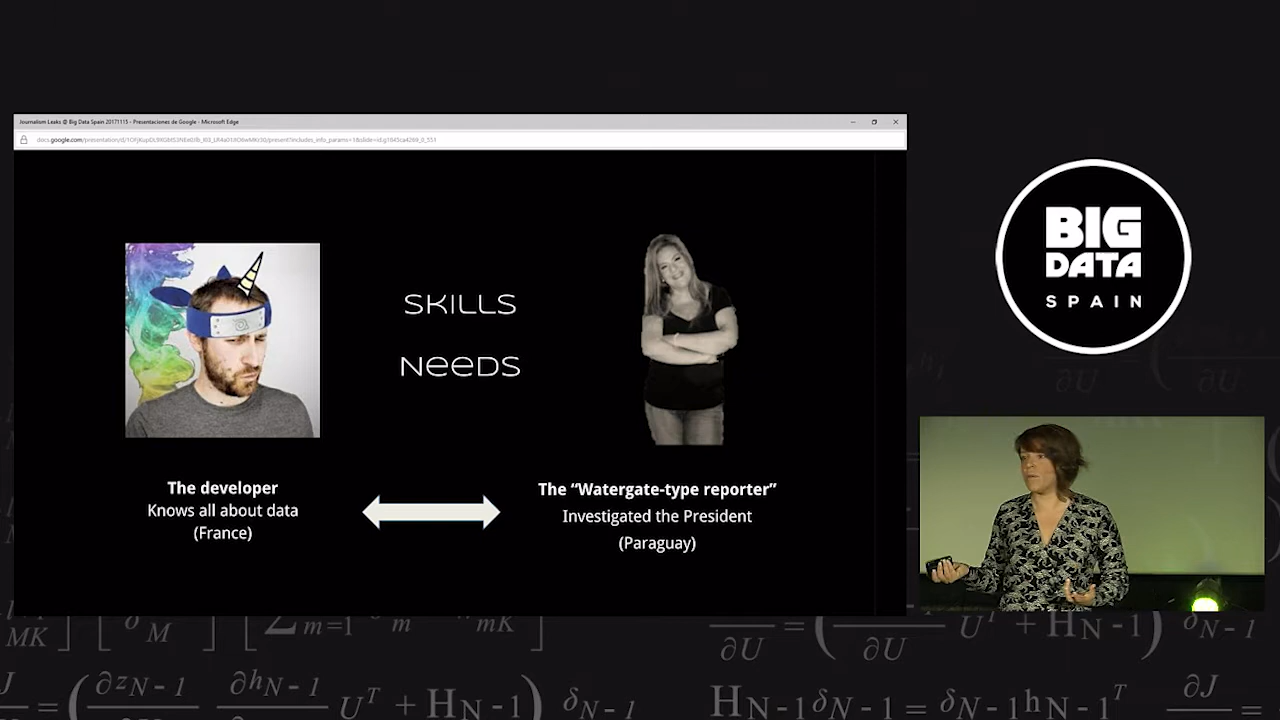 Journalism Leaks @ Big Data Spain 20171115 - Presentaciones de Google - Microsoft Edge
SKILLS
NEEDS
The developer
Knows all about data
(France)
The “Watergate-type reporter”
Investigated the President
(Paraguay)
BIG
DATA
SPAIN